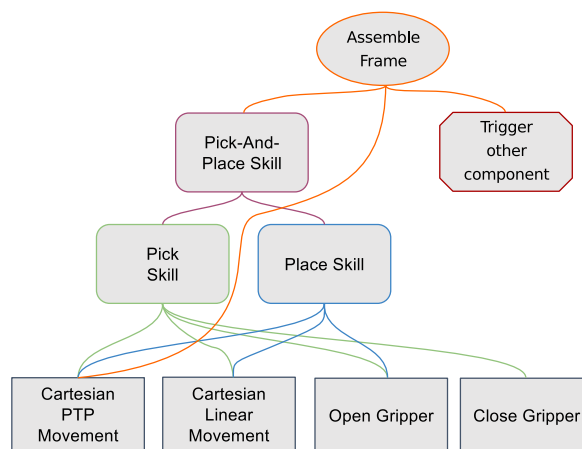 Assemble
Frame
Pick-And-
Place Skill
Trigger
other
component
Pick
Skill
Place Skill
Cartesian
PTP
Movement
Cartesian
Linear
Movement
Open Gripper
Close Gripper